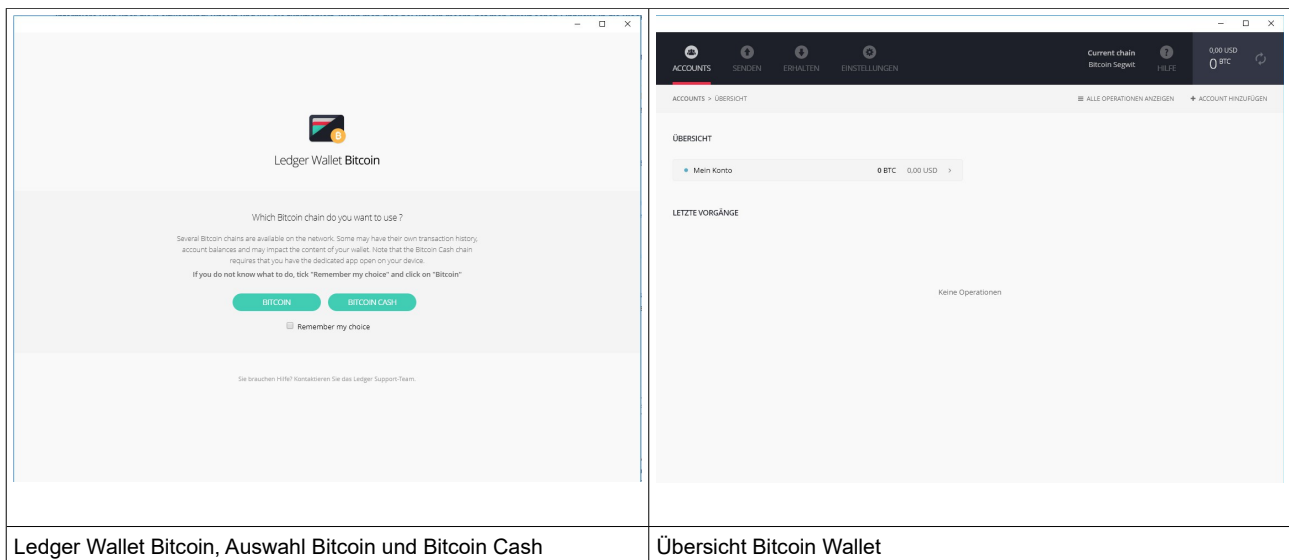 Ledger Wallet Bitcoin
Which Bitcoin chain do you want to use ?
Several Bitcoin chains are available on the network. Some may have their own transaction history,
account balances and may impact the content of your wallet. Note that the Bitcoin Cash chain
requires that you have the dedicated app open on your device.
If you do not know what to do, tick "Remember my choice" and click on "Bitcoin"
BITCOIN
BITCOIN CASH
Remember my choice
Sie brauchen Hilfe? Kontaktieren Sie das Ledger Support-Team.
Ledger Wallet Bitcoin, Auswahl Bitcoin und Bitcoin Cash
ACCOUNTS
SENDEN
ERHALTEN
EINSTELLUNGEN
Current chain
Bitcoin Segwit
HILFE
0,00 USD
0 BTC
ACCOUNTS > ÜBERSICHT
ALLE OPERATIONEN ANZEIGEN
+ ACCOUNT HINZUFÜGEN
ÜBERSICHT
Mein Konto 0 BTC 0,00 USD >
LETZTE VORGÄNGE
Keine Operationen
Übersicht Bitcoin Wallet